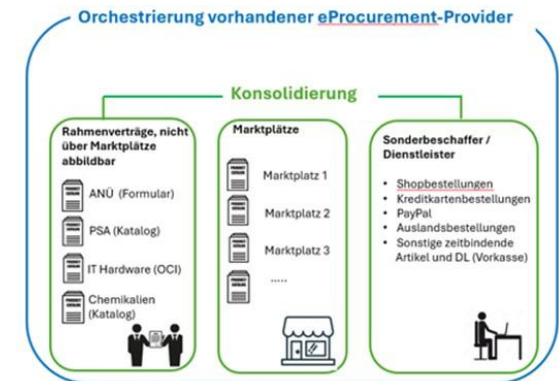 Orchestrierung vorhandener eProcurement-Provider
Konsolidierung
Rahmenverträge, nicht
über Marktplätze
abbildbar
ANÜ (Formular)
PSA (Katalog)
IT Hardware (OCI)
Chemikalien
(Katalog)
Marktplätze
Marktplatz 1
Marktplatz 2
Marktplatz 3
.....
Sonderbeschaffer /
Dienstleister
• Shopbestellungen
• Kreditkartenbestellungen
• PayPal
• Auslandsbestellungen
• Sonstige zeitbindende
Artikel und DL (Vorkasse)